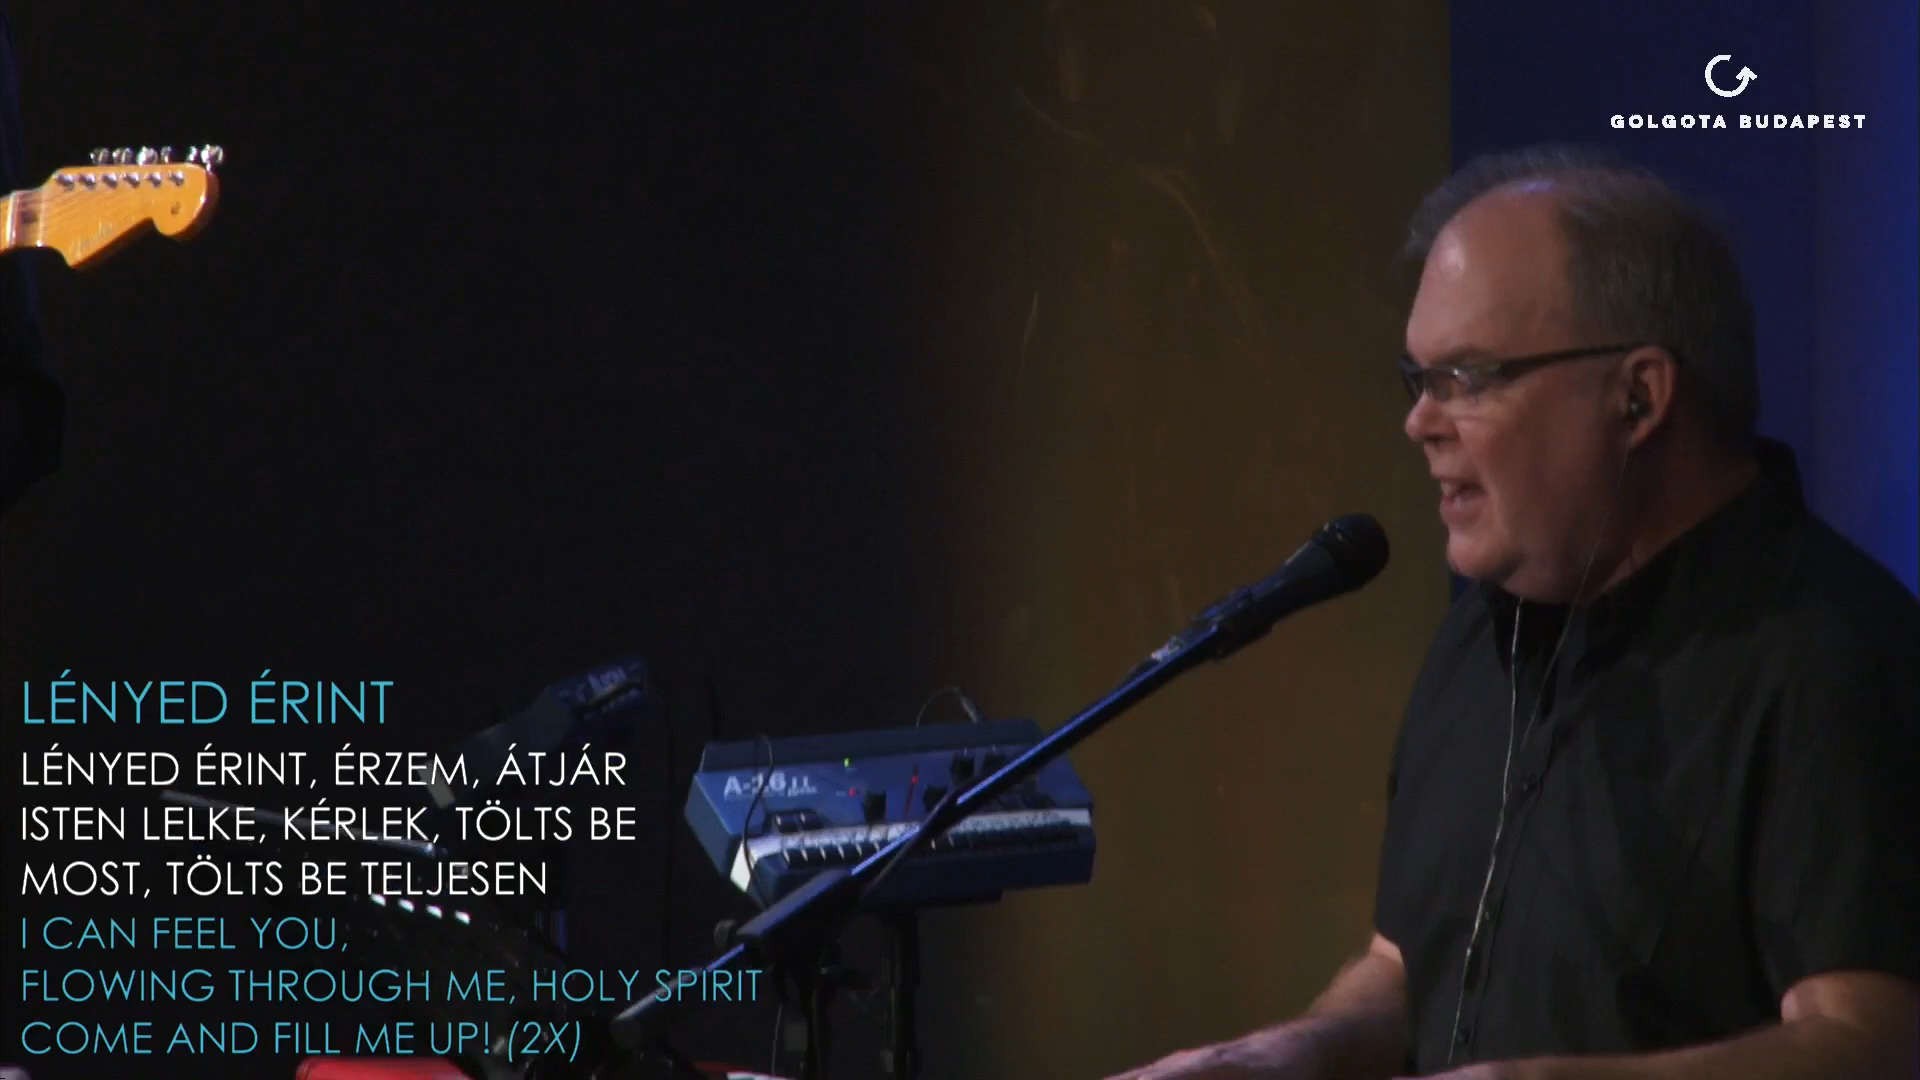 GOLGOTA BUDAPEST
A-16
LÉNYED ÉRINT
LÉNYED ÉRINT, ÉRZEM, ÁTJÁR
ISTEN LELKE, KÉRLEK, TÖLTS BE
MOST, TÖLTS BE TELJESEN
I CAN FEEL YOU,
FLOWING THROUGH ME, HOLY SPIRIT
COME AND FILL ME UP! (2X)